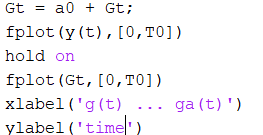 Gt = a0 + Gt;
fplot(y(t),[0,T0])
hold on
fplot(Gt,[0,T0])
xlabel('g(t) ... ga(t)')
ylabel('time')